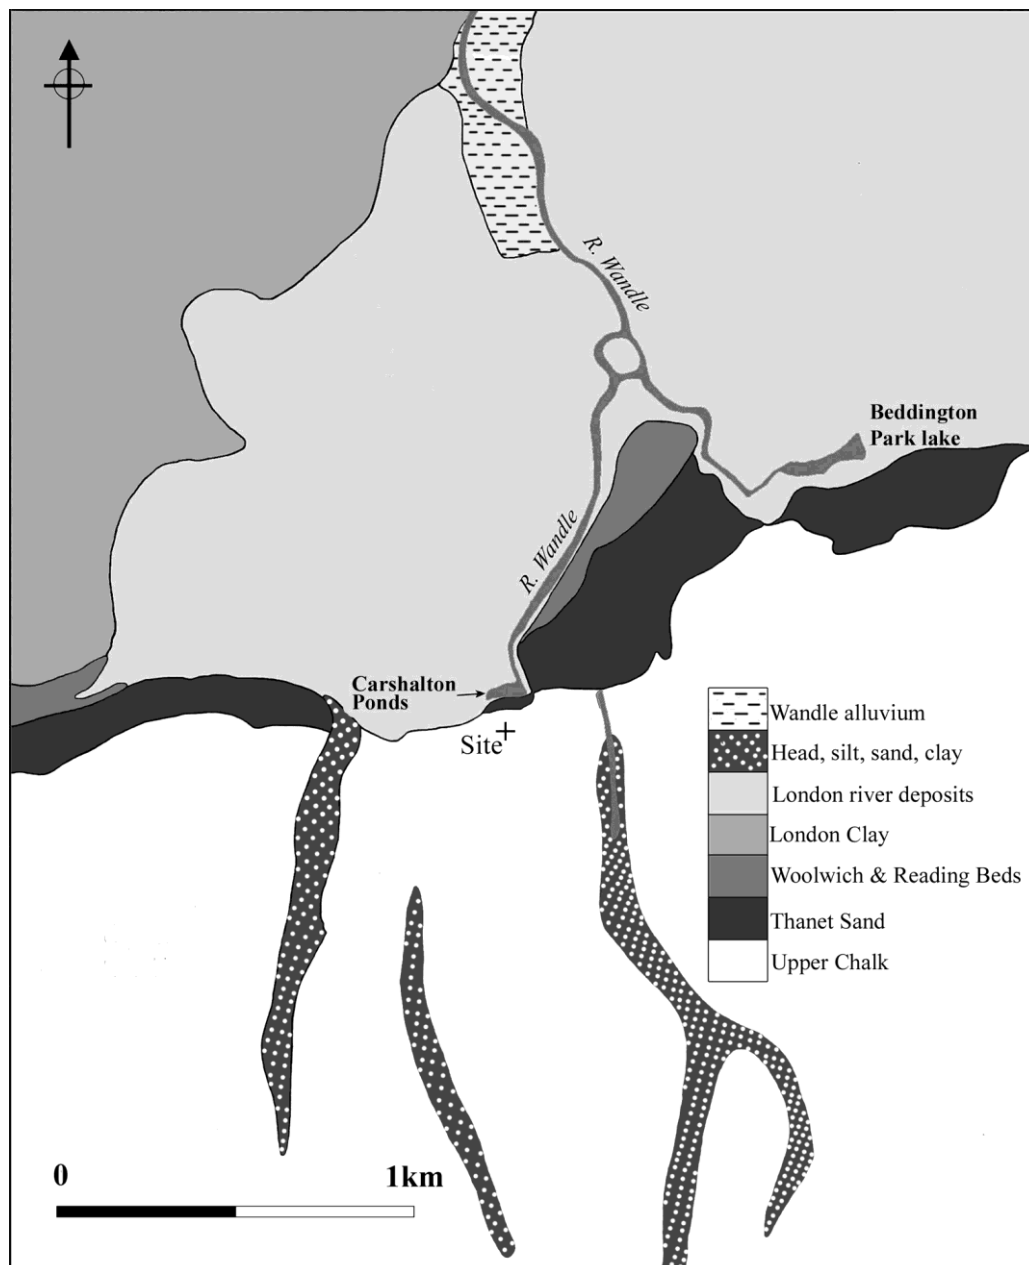 R. Wandle
Beddington
Park lake
R. Wandle
Carshalton
Ponds
Site
Wandle alluvium
Head, silt, sand, clay
London river deposits
London Clay
Woolwich & Reading Beds
Thanet Sand
Upper Chalk
0 1km